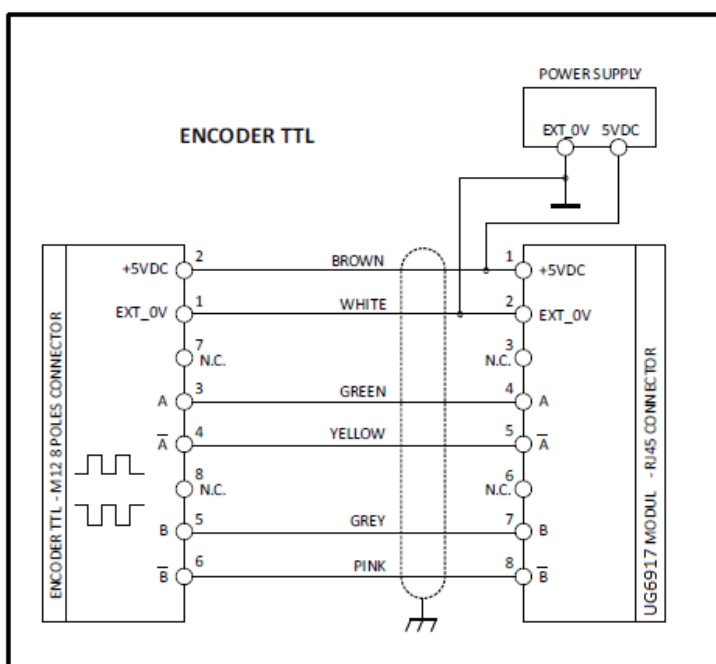 POWER SUPPLY
EXT_0V 5VDC
ENCODER TTL
ENCODER TTL - M12 8 POLES CONNECTOR
+5VDC 2 BROWN 1 +5VDC
EXT_0V 1 WHITE 2 EXT_0V
7 N.C. 3 N.C.
A 3 GREEN 4 A
A̅ 4 YELLOW 5 A̅
8 N.C. 6 N.C.
B 5 GREY 7 B
B̅ 6 PINK 8 B̅
UG6917 MODUL - RJ45 CONNECTOR